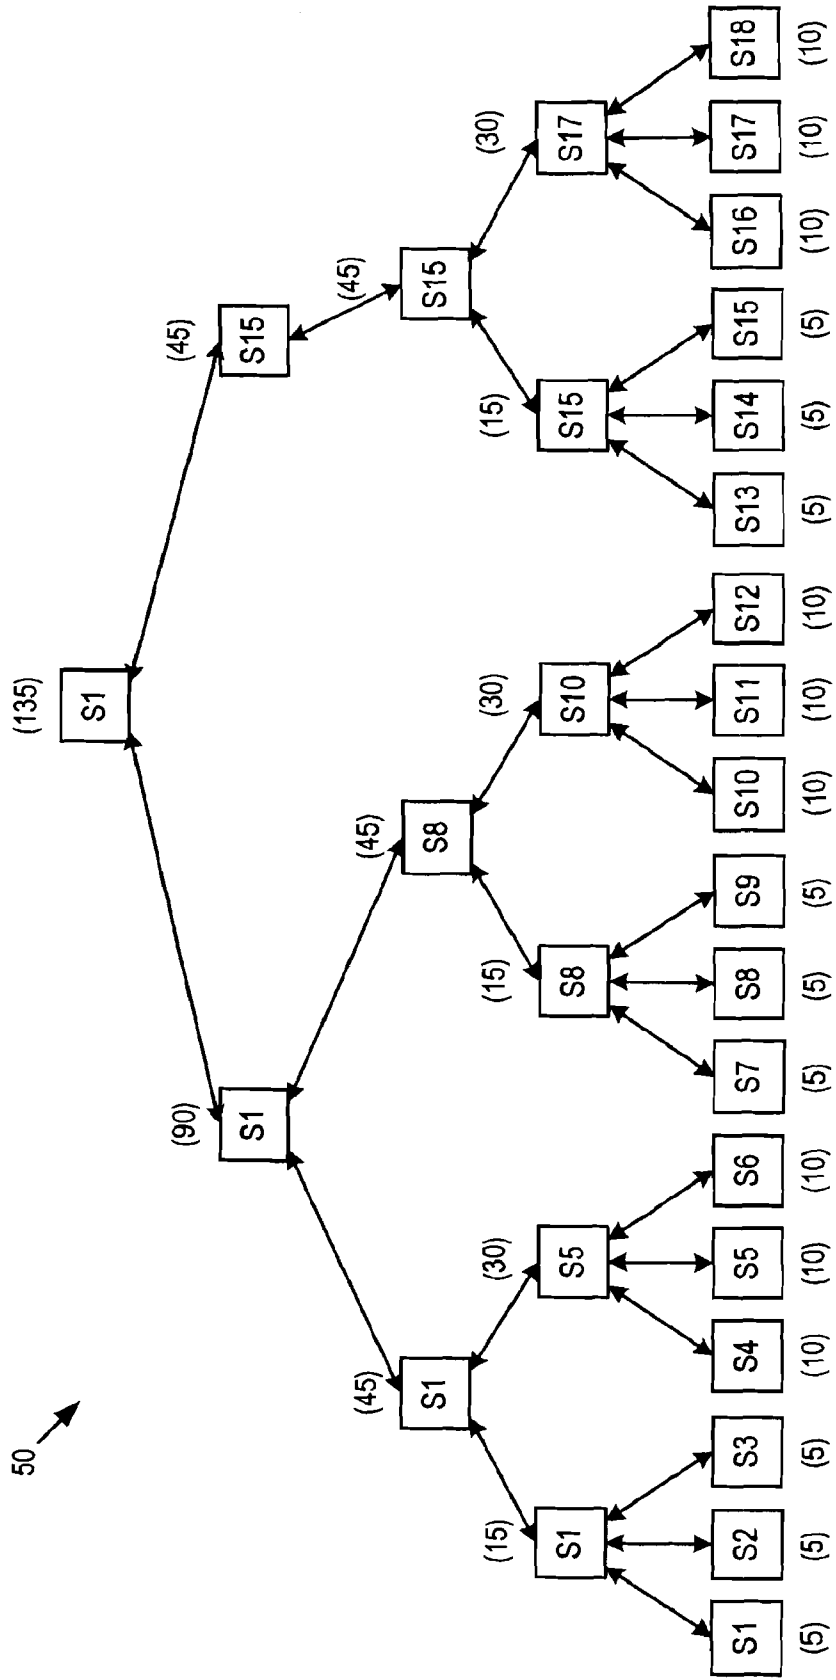 50
(135)
S1
(90)
S1
(45)
S15
(45)
S1
(45)
S8
(45)
S15
(15)
S1
(30)
S5
(15)
S8
(30)
S10
(15)
S15
(30)
S17
S1 S2 S3 S4 S5 S6 S7 S8 S9 S10 S11 S12 S13 S14 S15 S16 S17 S18
(5) (5) (5) (10) (10) (10) (5) (5) (5) (10) (10) (10) (5) (5) (5) (10) (10) (10)